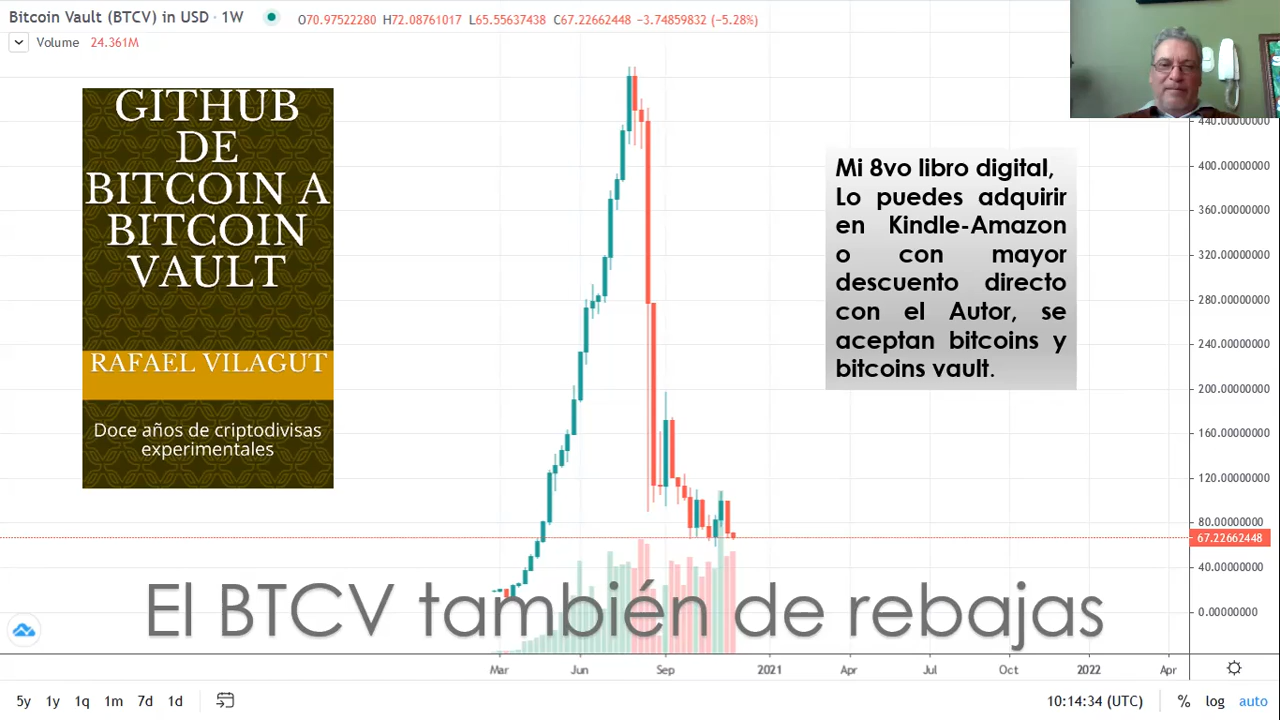 Bitcoin Vault (BTCV) in USD · 1W
O70.97522280 H72.08761017 L65.55637438 C67.22662448 −3.74859832 (−5.28%)
Volume 24.361M
GITHUB
DE
BITCOIN A
BITCOIN
VAULT
RAFAEL VILAGUT
Doce años de criptodivisas
experimentales
Mi 8vo libro digital,
Lo puedes adquirir
en Kindle-Amazon
o con mayor
descuento directo
con el Autor, se
aceptan bitcoins y
bitcoins vault.
440.00000000
400.00000000
360.00000000
320.00000000
280.00000000
240.00000000
200.00000000
160.00000000
120.00000000
80.00000000
67.22662448
40.00000000
0.00000000
El BTCV también de rebajas
Mar Jun Sep 2021 Apr Jul Oct 2022 Apr
5y 1y 1q 1m 7d 1d
10:14:34 (UTC) % log auto